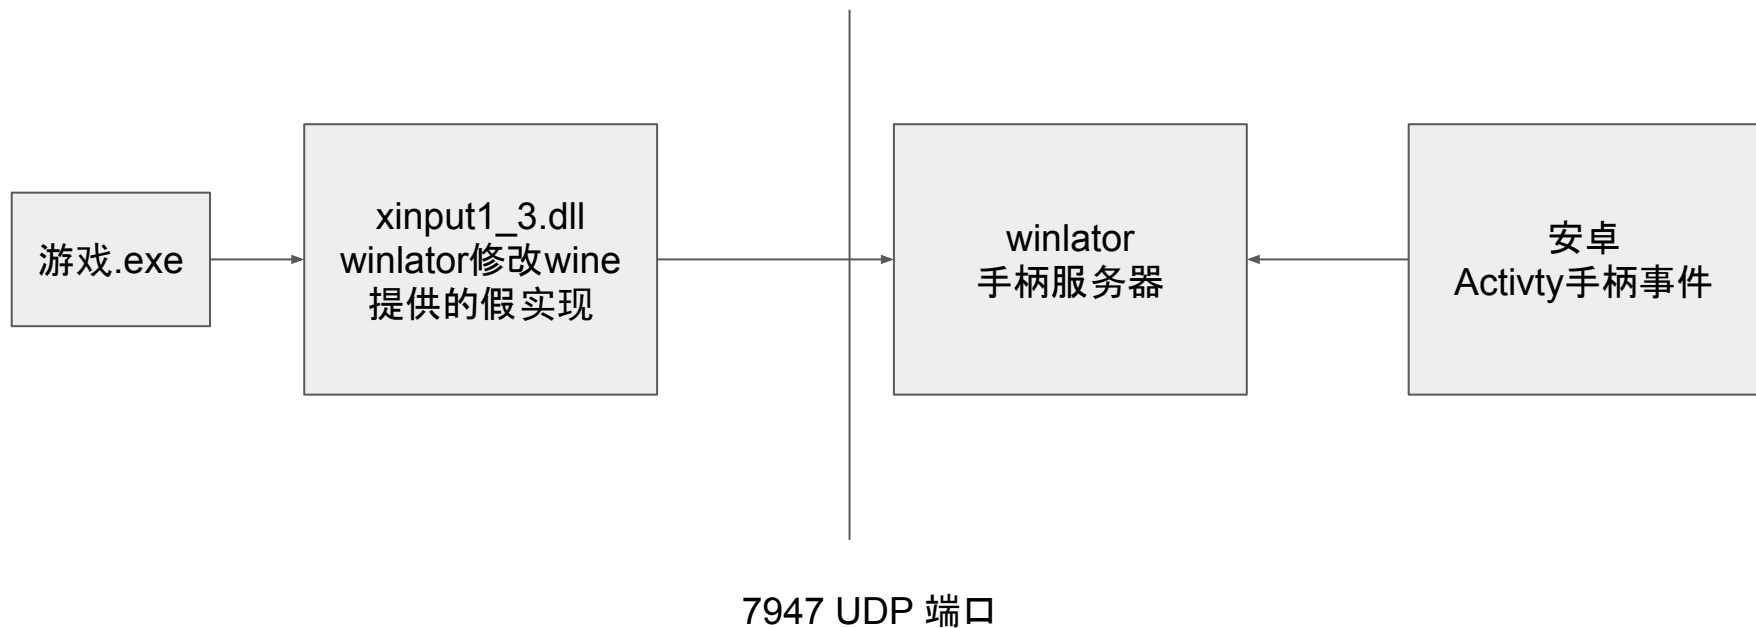 游戏.exe
xinput1_3.dll
winlator修改wine
提供的假实现
winlator
手柄服务器
安卓
Activty手柄事件
7947 UDP 端口